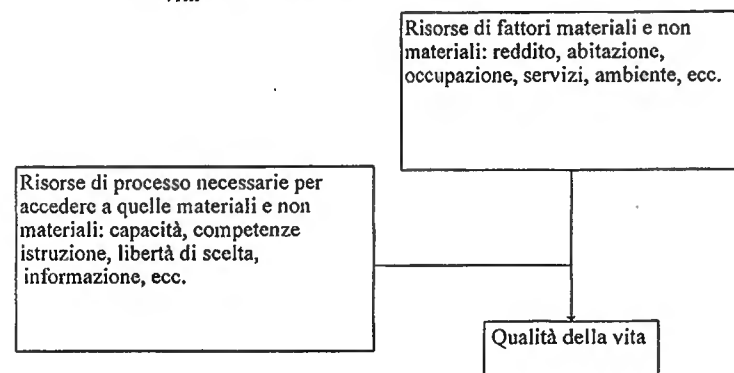 Risorse di fattori materiali e non
materiali: reddito, abitazione,
occupazione, servizi, ambiente, ecc.
Risorse di processo necessarie per
accedere a quelle materiali e non
materiali: capacità, competenze
istruzione, libertà di scelta,
informazione, ecc.
Qualità della vita